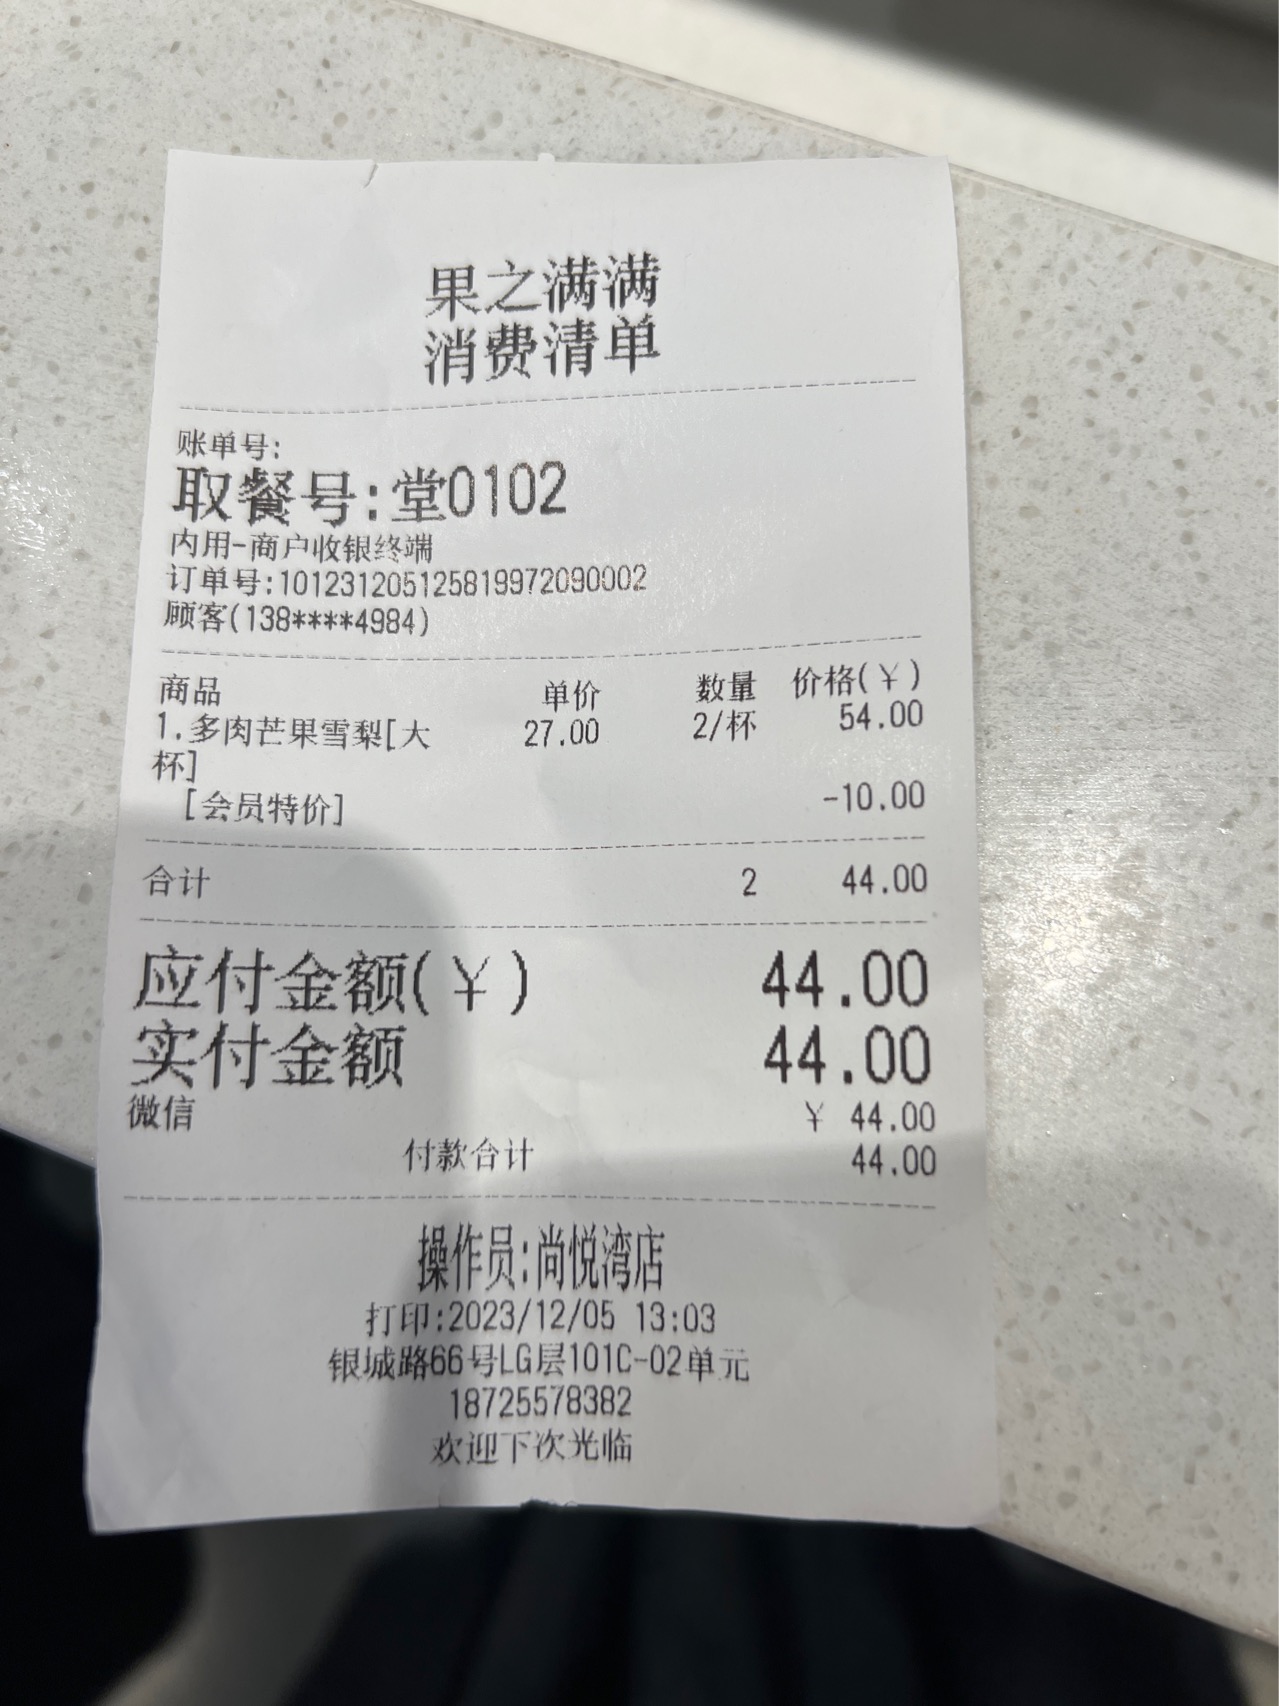 果之满满
消费清单
账单号:
取餐号:堂0102
内用-商户收银终端
订单号:101231205125819972090002
顾客(138****4984)
商品 单价 数量 价格(¥)
1.多肉芒果雪梨[大 27.00 2/杯 54.00
杯]
[会员特价] -10.00
合计 2 44.00
应付金额(¥) 44.00
实付金额 44.00
微信 ¥ 44.00
付款合计 44.00
操作员:尚悦湾店
打印:2023/12/05 13:03
银城路66号LG层101C-02单元
18725578382
欢迎下次光临